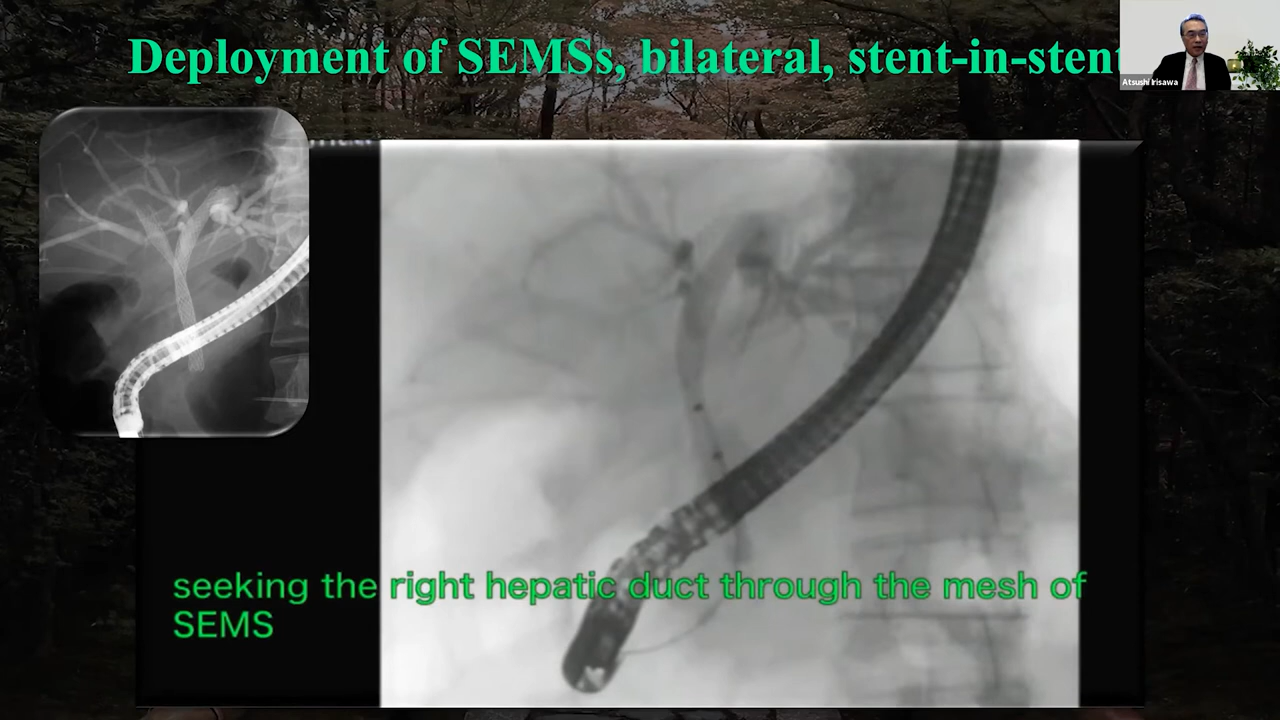 Deployment of SEMSs, bilateral, stent-in-stent
Atsushi Irisawa
seeking the right hepatic duct through the mesh of
SEMS